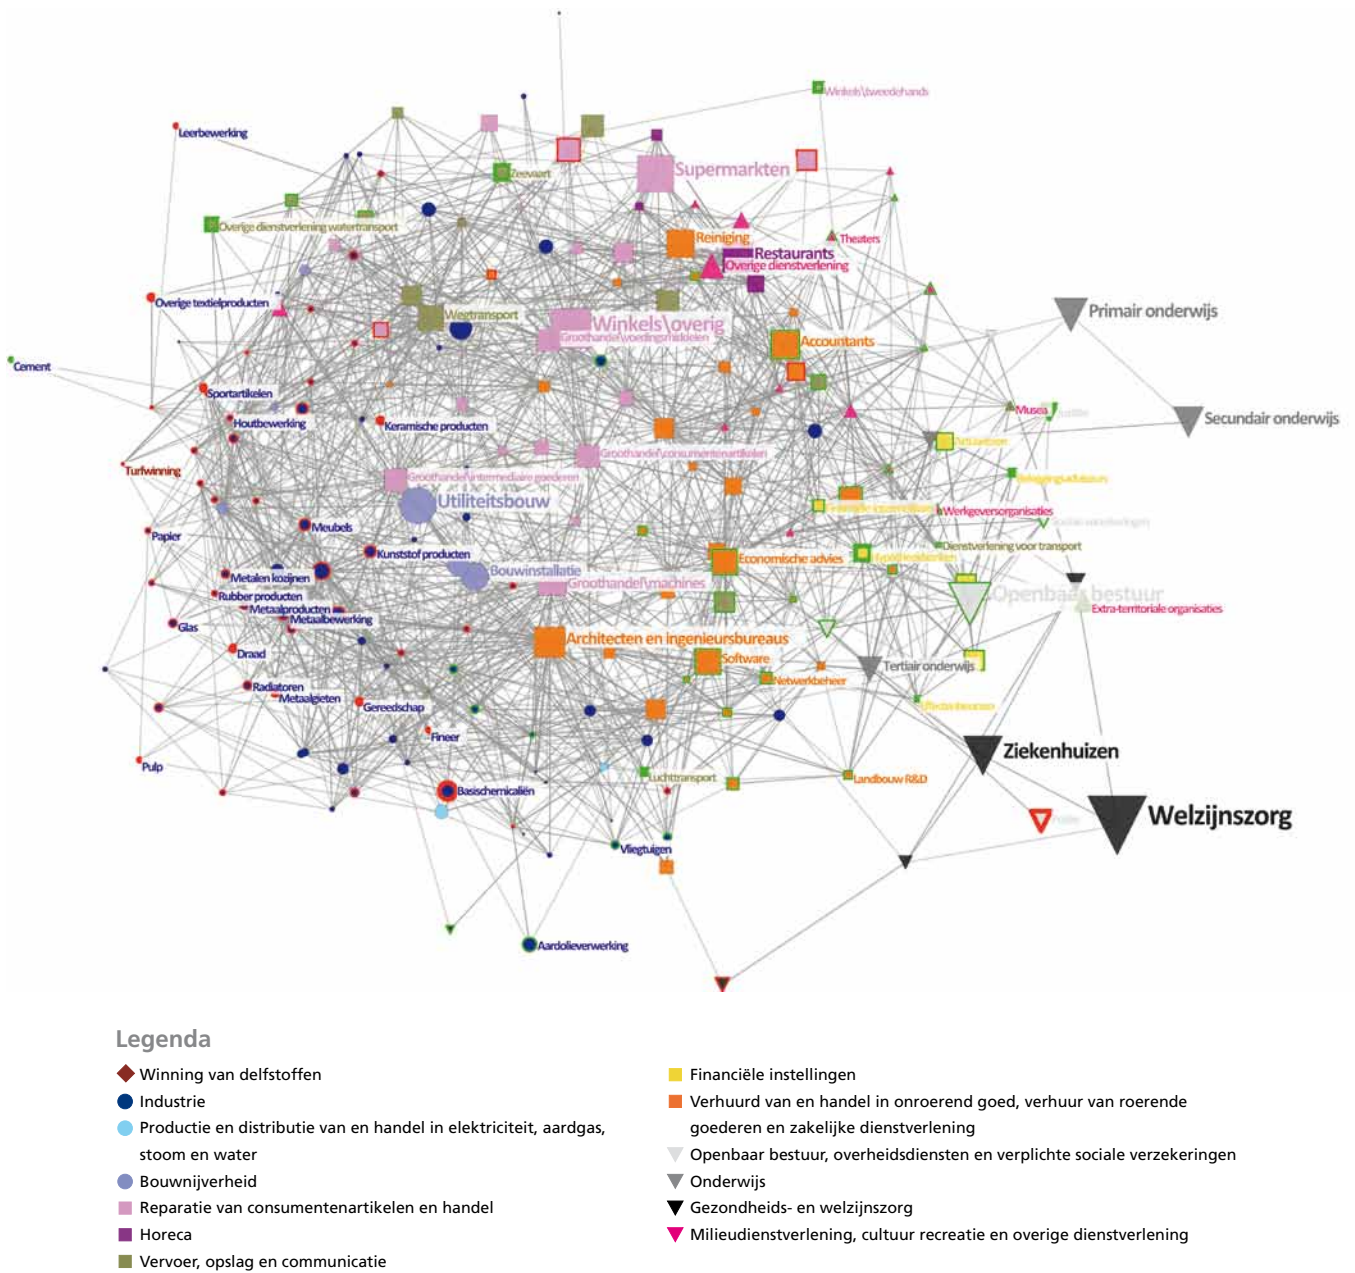 Winkels\tweedehands
Leerbewerking
Supermarkten
Zeevaart
Overige dienstverlening watertransport
Reiniging
Theaters
Restaurants
Overige dienstverlening
Overige textielproducten
Wegtransport
Primair onderwijs
Winkels\overig
Groothandel\voedingsmiddelen
Accountants
Cement
Sportartikelen
Musea
Secundair onderwijs
Houtbewerking
Keramische producten
Groothandel\consumentenartikelen
Turfwinning
Groothandel\intermediaire goederen
Utiliteitsbouw
Werkgeversorganisaties
Meubels
Papier
Dienstverlening voor transport
Kunststof producten
Economische advies
Bouwinstallatie
Metalen kozijnen
Groothandel\machines
Openbaar bestuur
Rubber producten
Metaalproducten
Extra-territoriale organisaties
Metaalbewerking
Glas
Architecten en ingenieursbureaus
Draad
Software
Tertiair onderwijs
Netwerkbeheer
Radiatoren
Metaalgieten
Gereedschap
Fineer
Ziekenhuizen
Pulp
Luchttransport
Landbouw R&D
Basischemicaliën
Welzijnszorg
Vliegtuigen
Aardolieverwerking
Legenda
Winning van delfstoffen
Industrie
Productie en distributie van en handel in elektriciteit, aardgas,
stoom en water
Bouwnijverheid
Reparatie van consumentenartikelen en handel
Horeca
Vervoer, opslag en communicatie
Financiële instellingen
Verhuurd van en handel in onroerend goed, verhuur van roerende
goederen en zakelijke dienstverlening
Openbaar bestuur, overheidsdiensten en verplichte sociale verzekeringen
Onderwijs
Gezondheids- en welzijnszorg
Milieudienstverlening, cultuur recreatie en overige dienstverlening